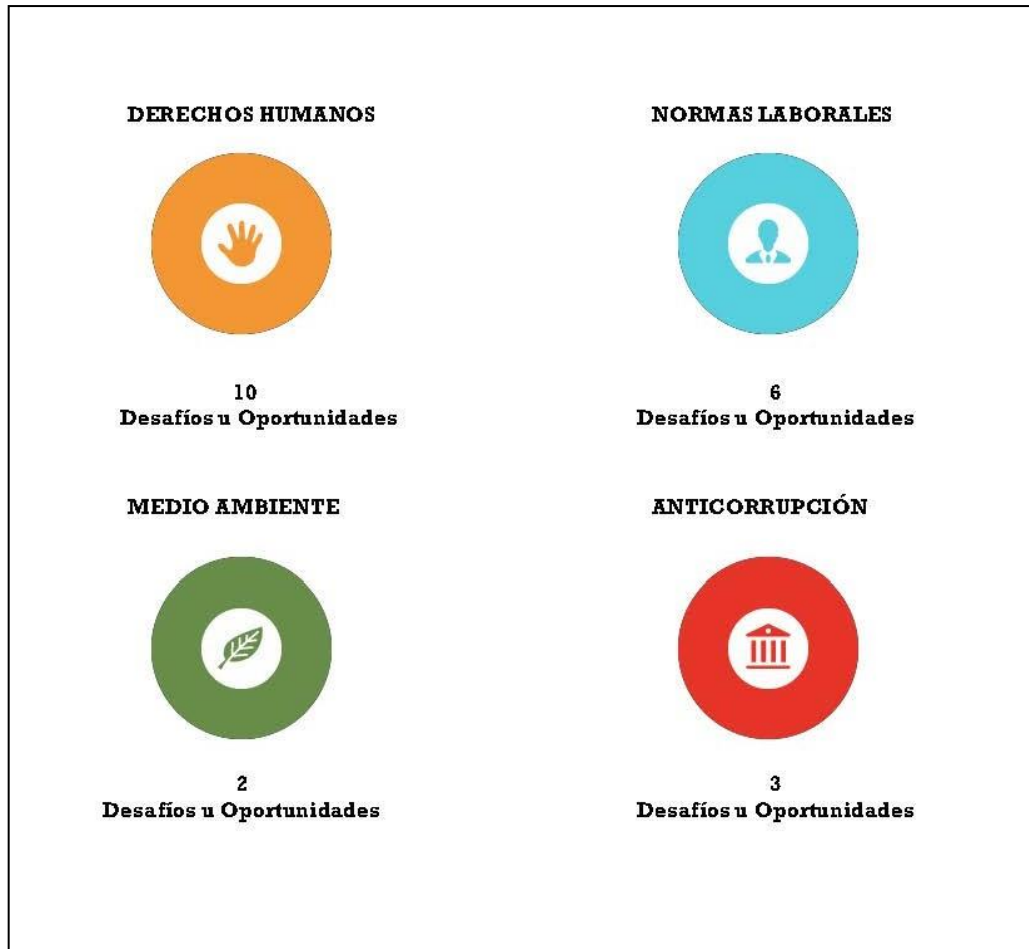 DERECHOS HUMANOS
NORMAS LABORALES
10
Desafíos u Oportunidades
6
Desafíos u Oportunidades
MEDIO AMBIENTE
ANTICORRUPCIÓN
2
Desafíos u Oportunidades
3
Desafíos u Oportunidades